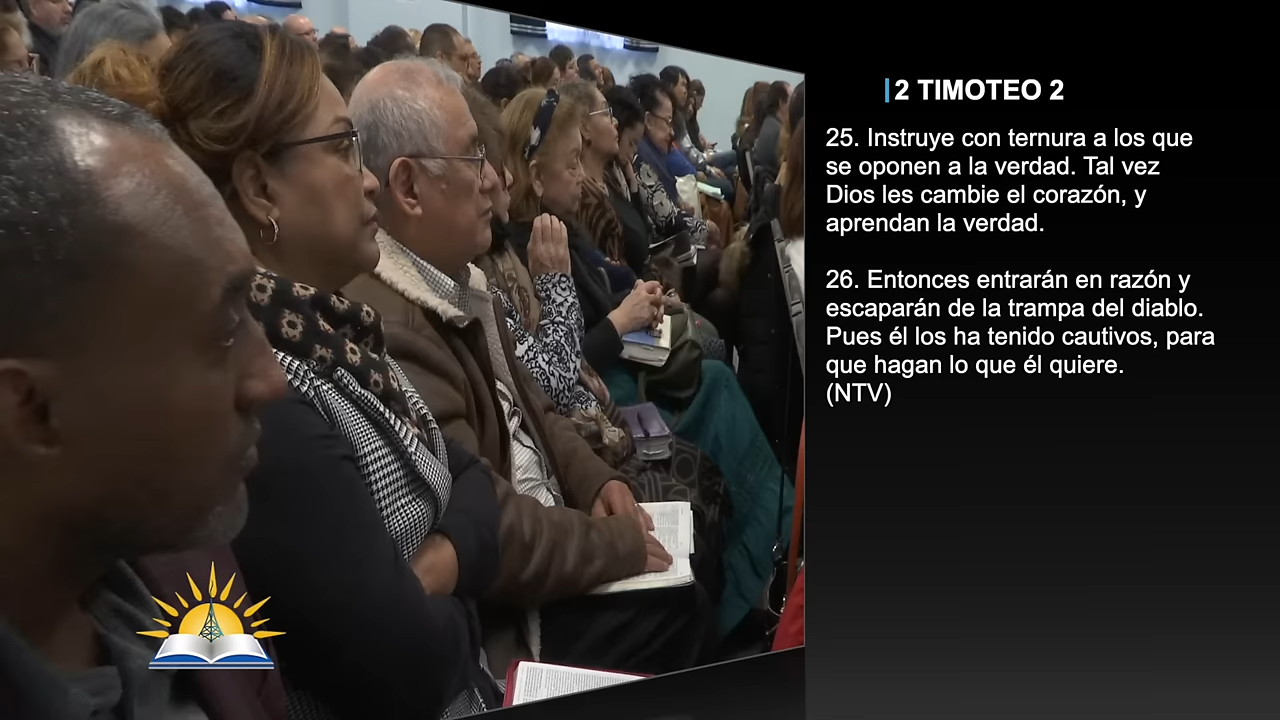 2 TIMOTEO 2
25. Instruye con ternura a los que
se oponen a la verdad. Tal vez
Dios les cambie el corazón, y
aprendan la verdad.
26. Entonces entrarán en razón y
escaparán de la trampa del diablo.
Pues él los ha tenido cautivos, para
que hagan lo que él quiere.
(NTV)